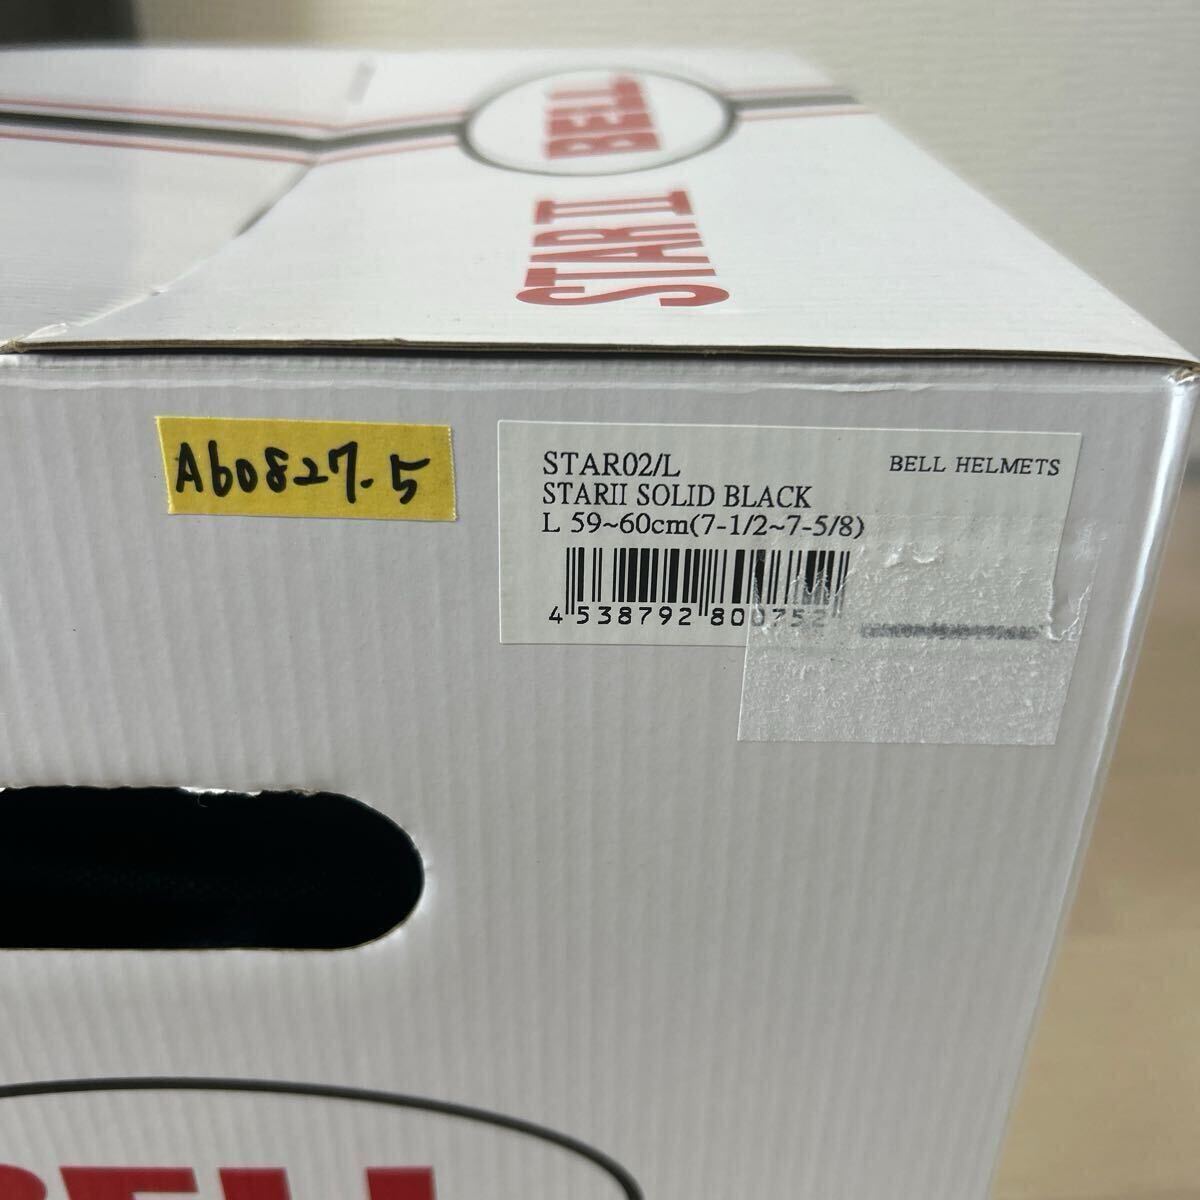 BELL
STAR II
A60827-5
STAR02/L
BELL HELMETS
STARII SOLID BLACK
L 59~60cm(7-1/2~7-5/8)
4 538792 800752
BELL